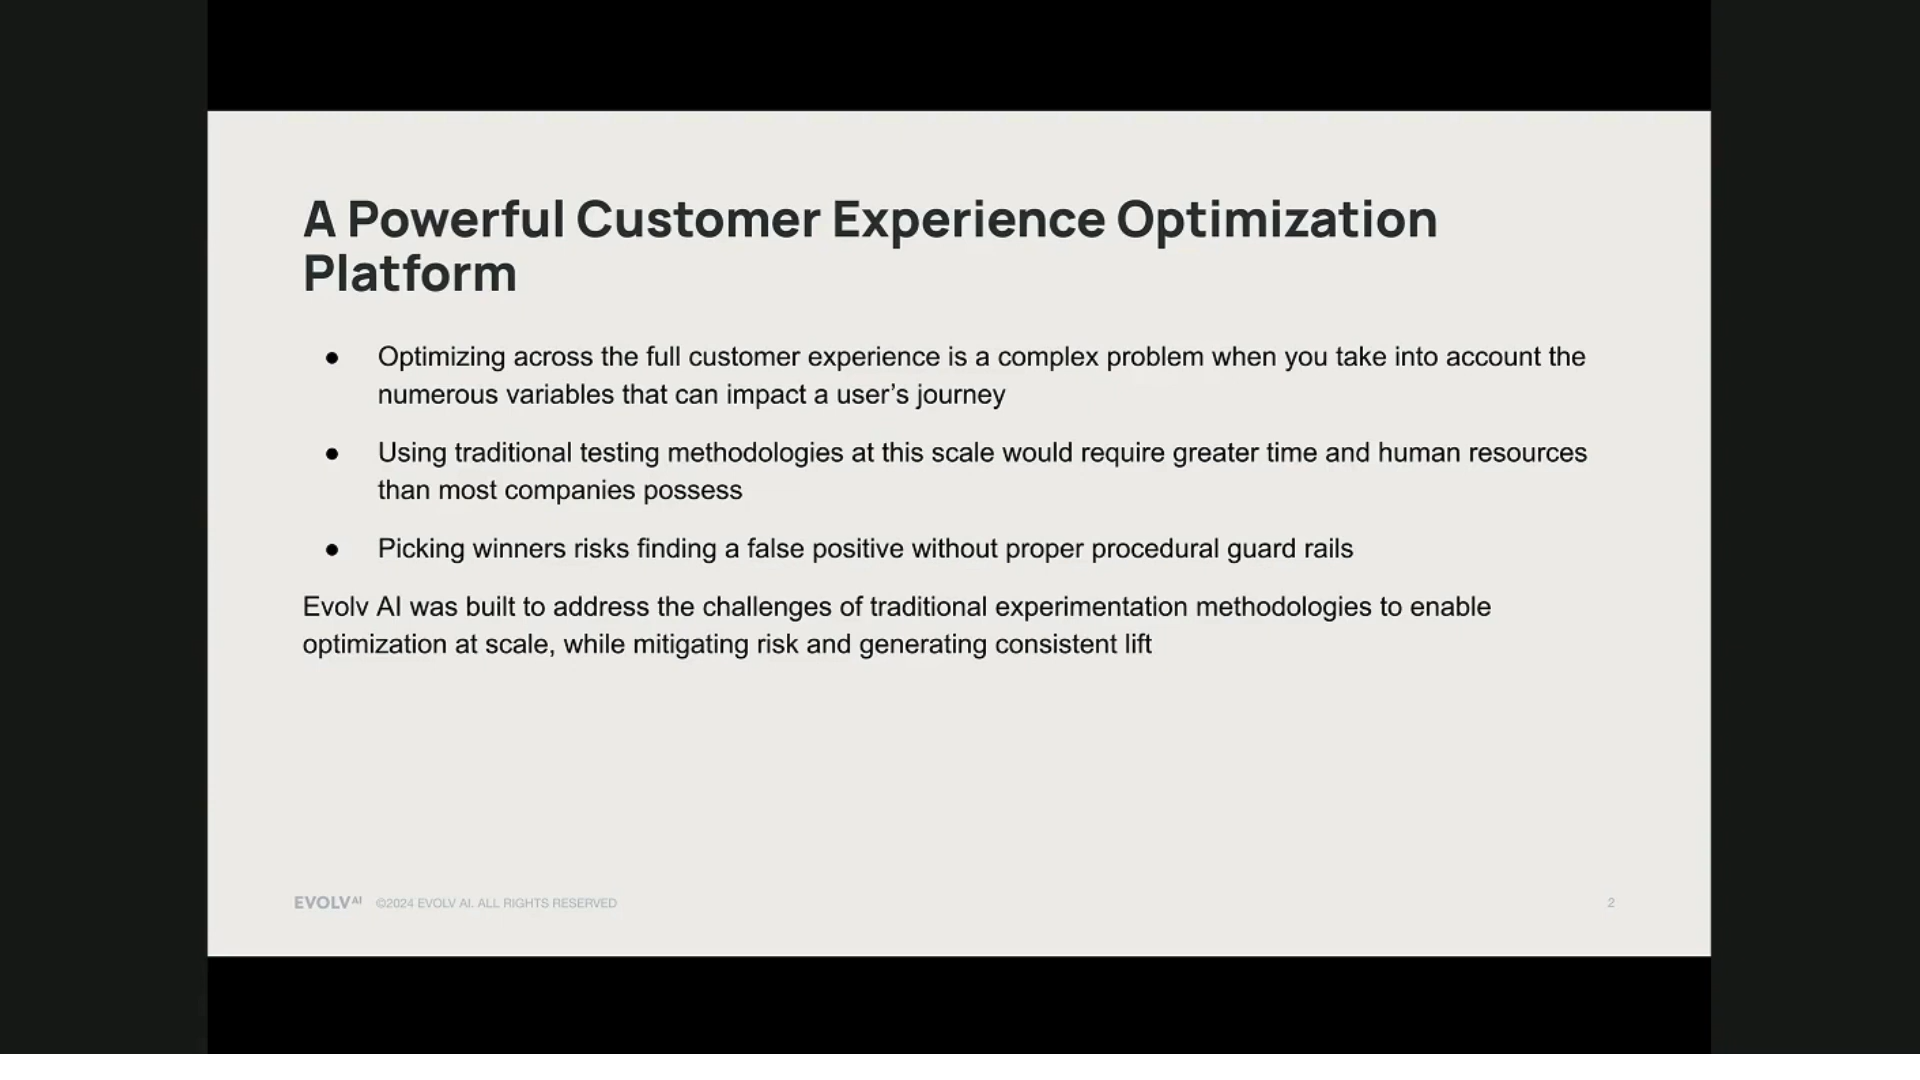 A Powerful Customer Experience Optimization
Platform
● Optimizing across the full customer experience is a complex problem when you take into account the
numerous variables that can impact a user’s journey
● Using traditional testing methodologies at this scale would require greater time and human resources
than most companies possess
● Picking winners risks finding a false positive without proper procedural guard rails
Evolv AI was built to address the challenges of traditional experimentation methodologies to enable
optimization at scale, while mitigating risk and generating consistent lift
EVOLV AI ©2024 EVOLV AI. ALL RIGHTS RESERVED 2